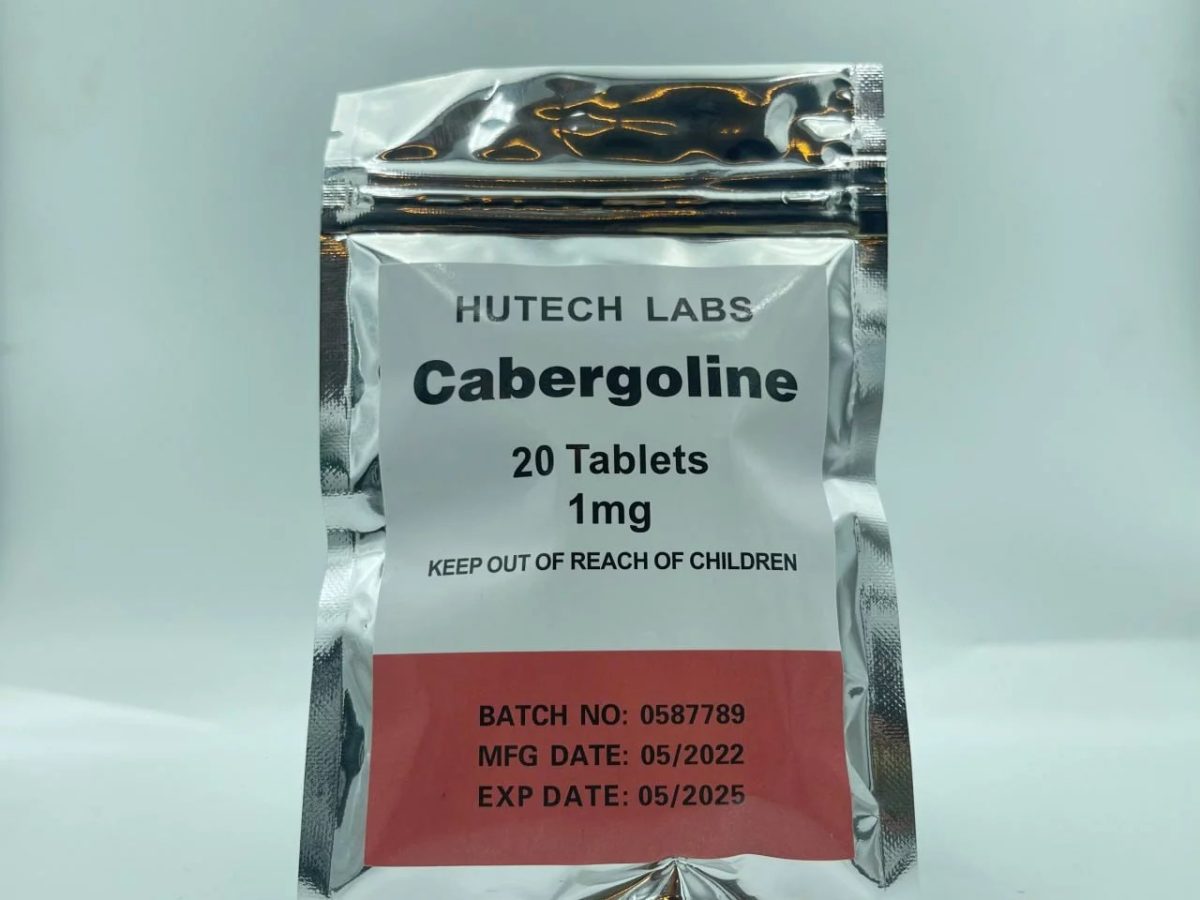 HUTECH LABS
Cabergoline
20 Tablets
1mg
KEEP OUT OF REACH OF CHILDREN
BATCH NO: 0587789
MFG DATE: 05/2022
EXP DATE: 05/2025